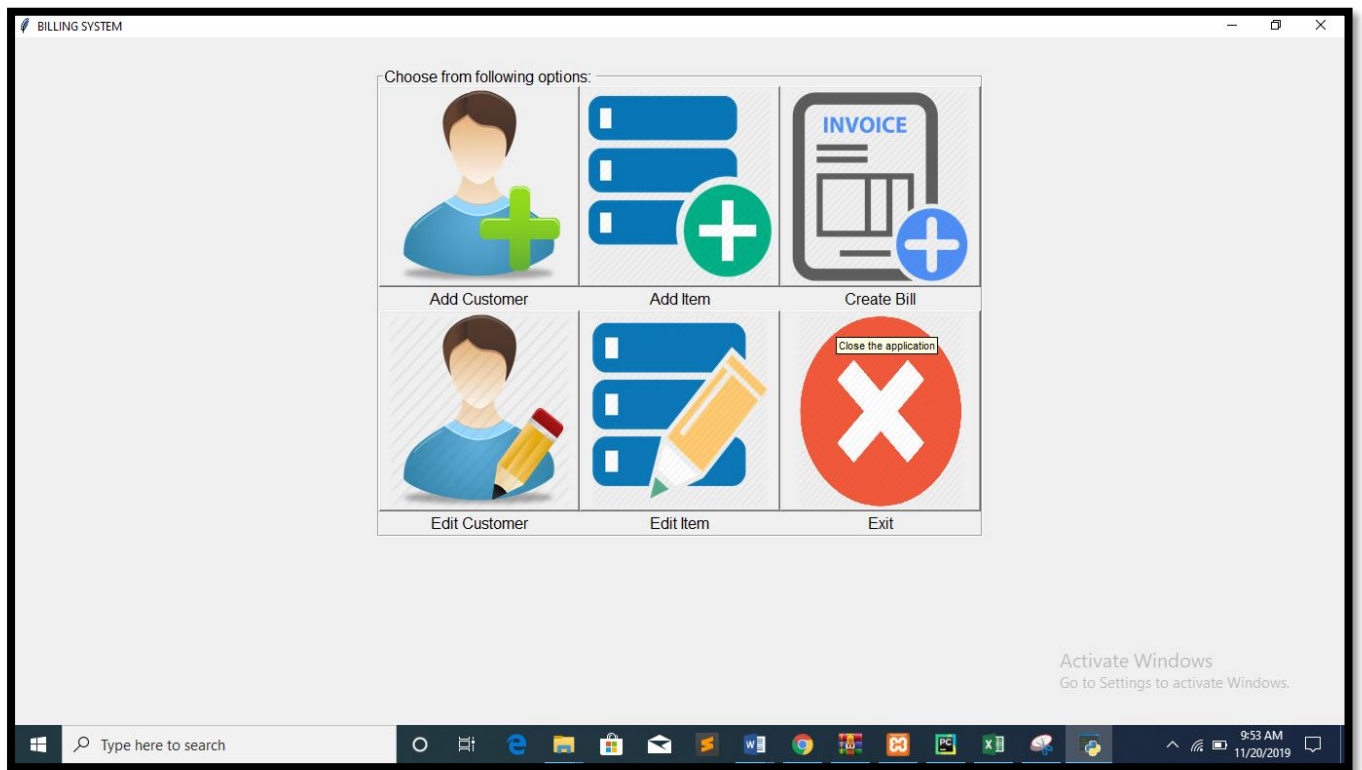 BILLING SYSTEM
Choose from following options:
INVOICE
Add Customer Add Item Create Bill
Close the application
Edit Customer Edit Item Exit
Activate Windows
Go to Settings to activate Windows.
Type here to search
9:53 AM
11/20/2019